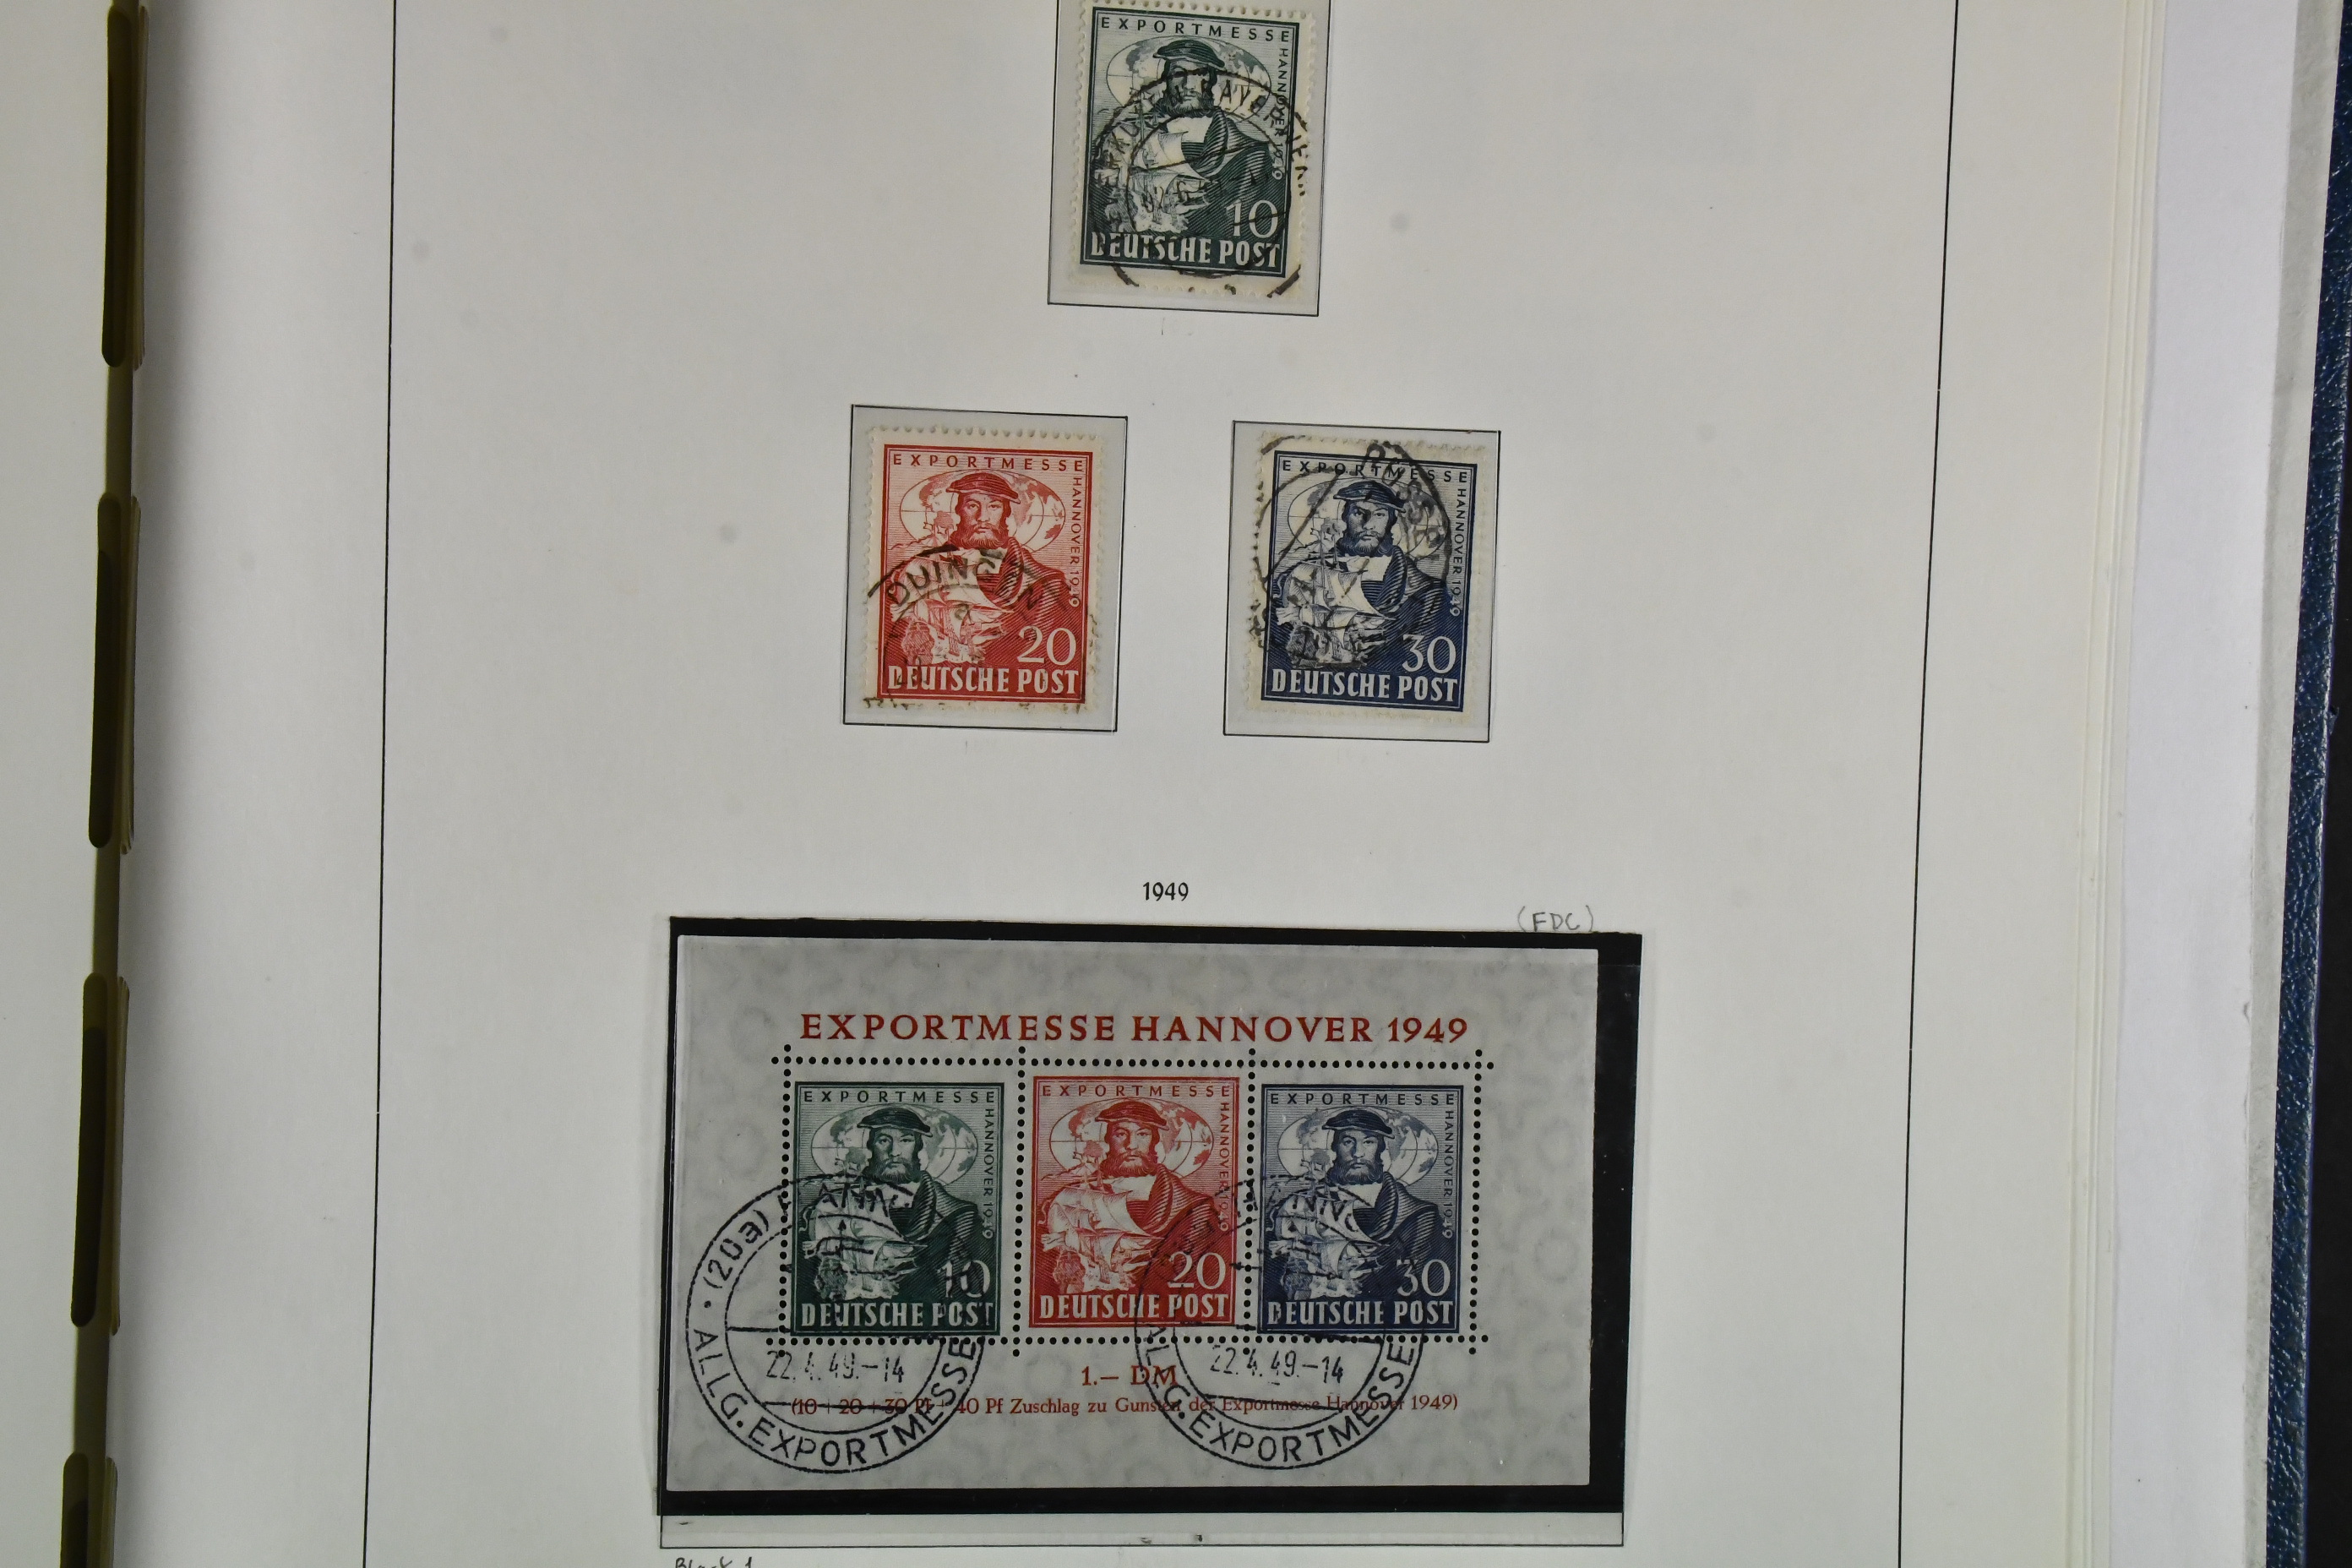 EXPORTMESSE
HANNOVER 1949
10
DEUTSCHE POST
EXPORTMESSE
HANNOVER 1949
20
DEUTSCHE POST
EXPORTMESSE
HANNOVER 1949
30
DEUTSCHE POST
1949
(FDC)
EXPORTMESSE HANNOVER 1949
EXPORTMESSE
HANNOVER 1949
10
DEUTSCHE POST
EXPORTMESSE
HANNOVER 1949
20
DEUTSCHE POST
EXPORTMESSE
HANNOVER 1949
30
DEUTSCHE POST
(20a)
22.4.49.-14
ALLG. EXPORTMESSE
22.4.49.-14
ALLG. EXPORTMESSE
1.— DM
(10 + 20 + 30 Pf + 40 Pf Zuschlag zu Gunsten der Exportmesse Hannover 1949)
Block 1